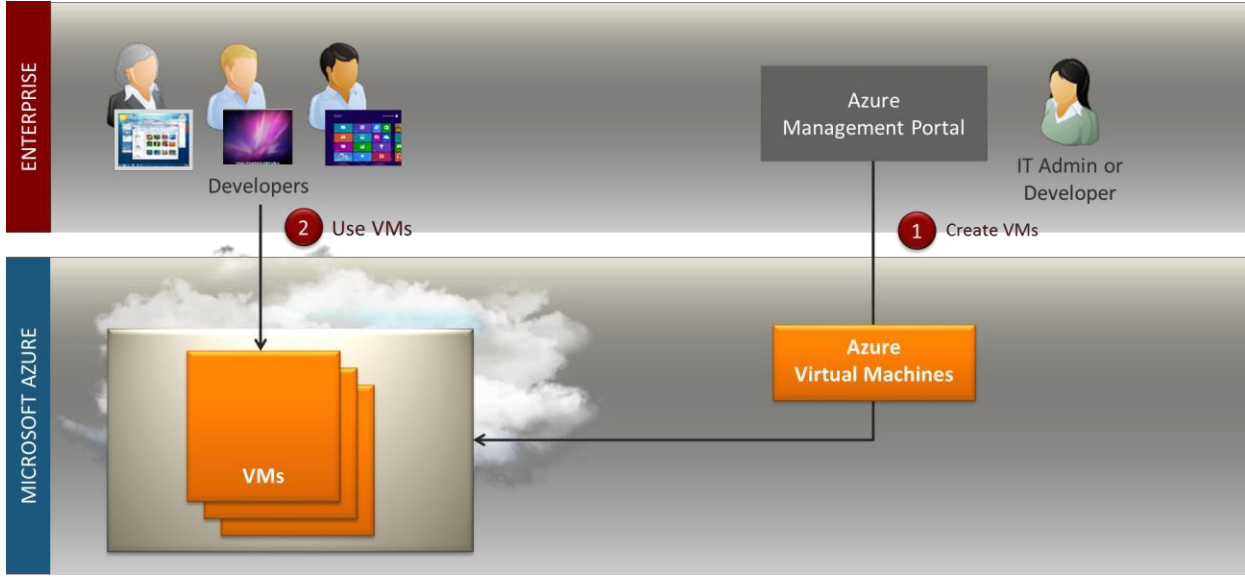 ENTERPRISE
Developers
Azure
Management Portal
IT Admin or
Developer
2 Use VMs
1 Create VMs
MICROSOFT AZURE
Azure
Virtual Machines
VMs